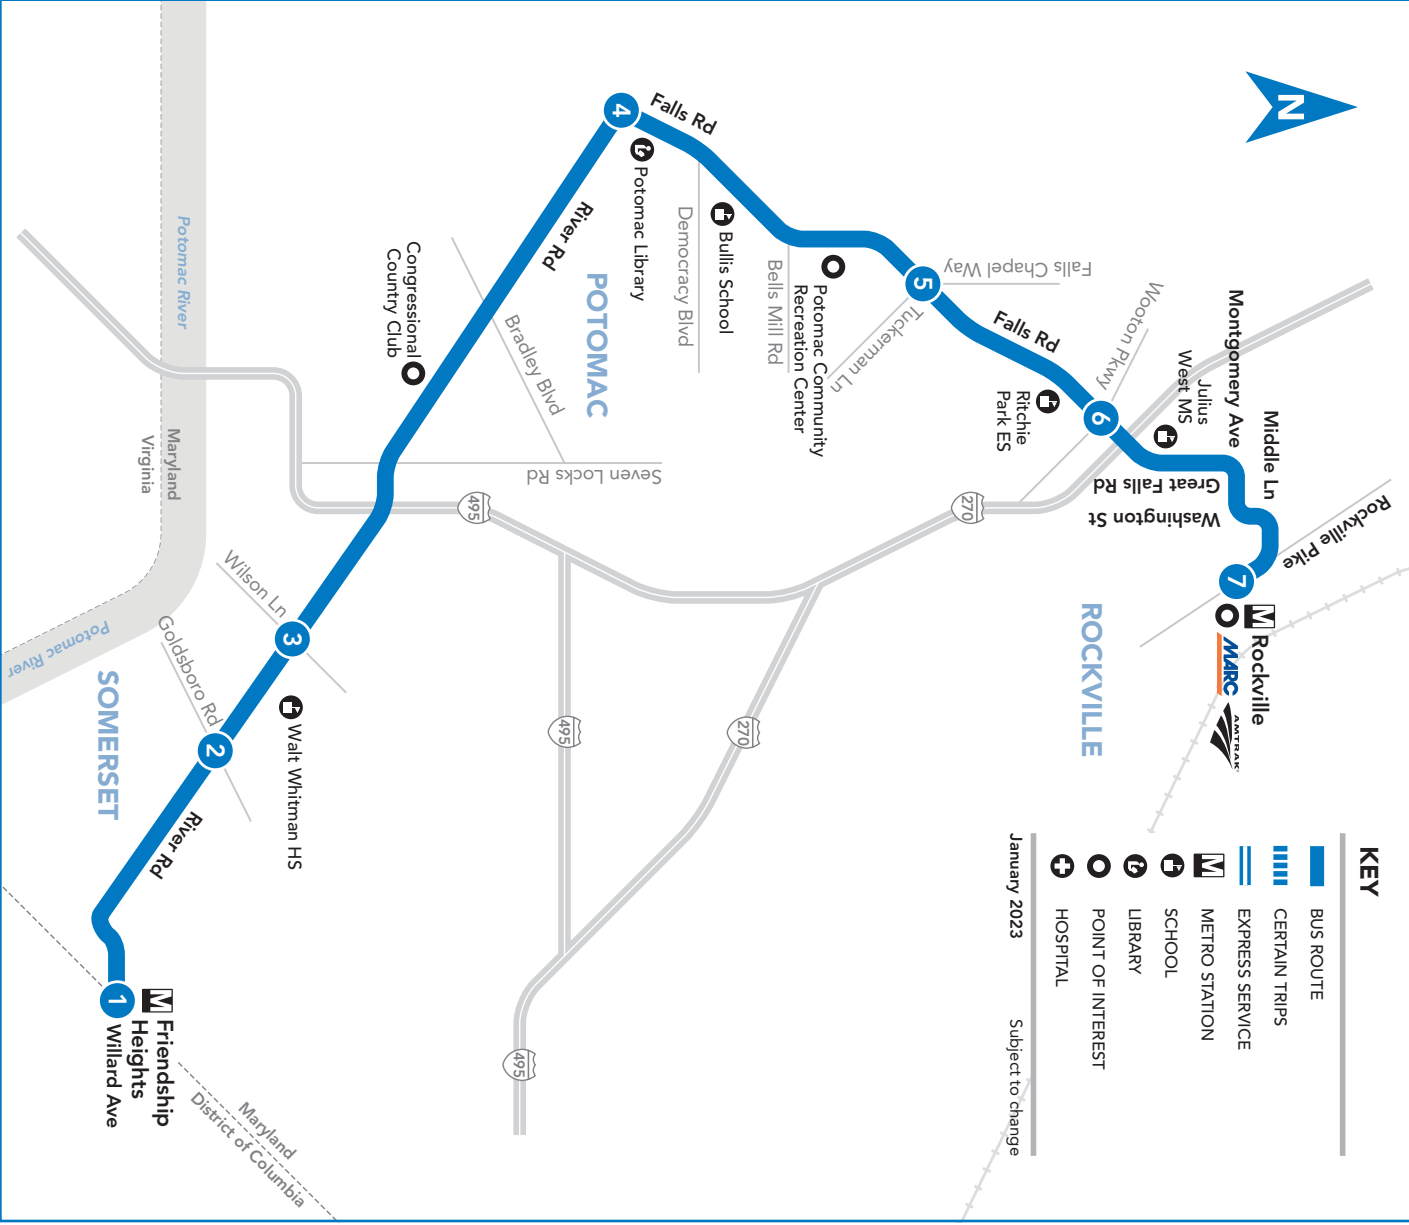 N
Rockville Pike
Middle Ln
Montgomery Ave
Julius
West MS
Great Falls Rd
Washington St
7
M
Rockville
MARC
AMTRAK
ROCKVILLE
Wooton Pkwy
6
Ritchie
Park ES
270
Falls Rd
Falls Chapel Way
5
Tuckerman Ln
Potomac Community
Recreation Center
Bells Mill Rd
Bullis School
Democracy Blvd
Falls Rd
4
Potomac Library
POTOMAC
River Rd
Bradley Blvd
Seven Locks Rd
Congressional
Country Club
495
270
495
495
Potomac River
Maryland
Virginia
Wilson Ln
3
Walt Whitman HS
Goldsboro Rd
2
Potomac River
SOMERSET
River Rd
1
M
Friendship
Heights
Willard Ave
Maryland
District of Columbia
KEY
BUS ROUTE
CERTAIN TRIPS
EXPRESS SERVICE
M METRO STATION
SCHOOL
LIBRARY
POINT OF INTEREST
HOSPITAL
January 2023
Subject to change